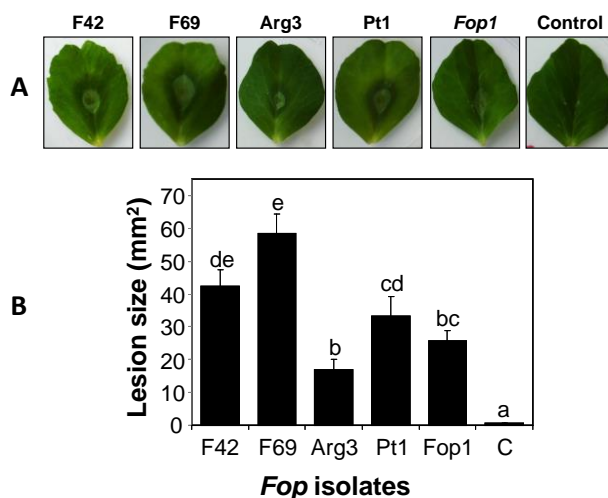 F42 F69 Arg3 Pt1 Fop1 Control
A
B
Lesion size (mm²)
70
60
50
40
30
20
10
0
de e b cd bc a
F42 F69 Arg3 Pt1 Fop1 C
Fop isolates